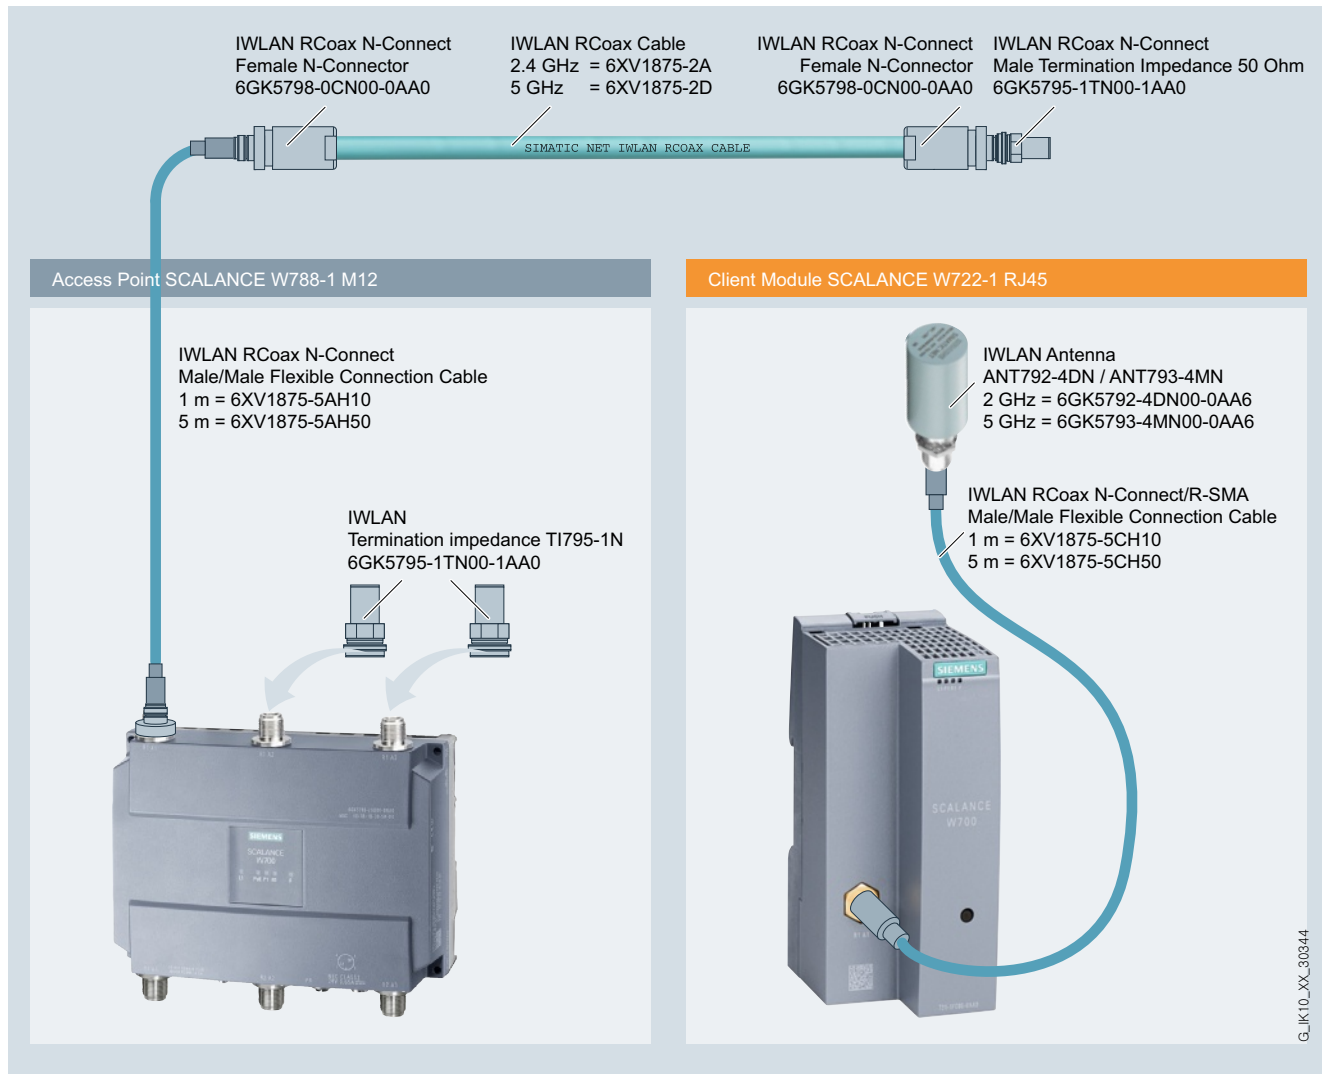 IWLAN RCoax N-Connect
Female N-Connector
6GK5798-0CN00-0AA0
IWLAN RCoax Cable
2.4 GHz = 6XV1875-2A
5 GHz = 6XV1875-2D
IWLAN RCoax N-Connect
Female N-Connector
6GK5798-0CN00-0AA0
IWLAN RCoax N-Connect
Male Termination Impedance 50 Ohm
6GK5795-1TN00-1AA0
SIMATIC NET IWLAN RCOAX CABLE
Access Point SCALANCE W788-1 M12
IWLAN RCoax N-Connect
Male/Male Flexible Connection Cable
1 m = 6XV1875-5AH10
5 m = 6XV1875-5AH50
IWLAN
Termination impedance TI795-1N
6GK5795-1TN00-1AA0
SIEMENS
SCALANCE
W700
Client Module SCALANCE W722-1 RJ45
IWLAN Antenna
ANT792-4DN / ANT793-4MN
2 GHz = 6GK5792-4DN00-0AA6
5 GHz = 6GK5793-4MN00-0AA6
IWLAN RCoax N-Connect/R-SMA
Male/Male Flexible Connection Cable
1 m = 6XV1875-5CH10
5 m = 6XV1875-5CH50
SIEMENS
SCALANCE
W700
G_IK10_XX_30344